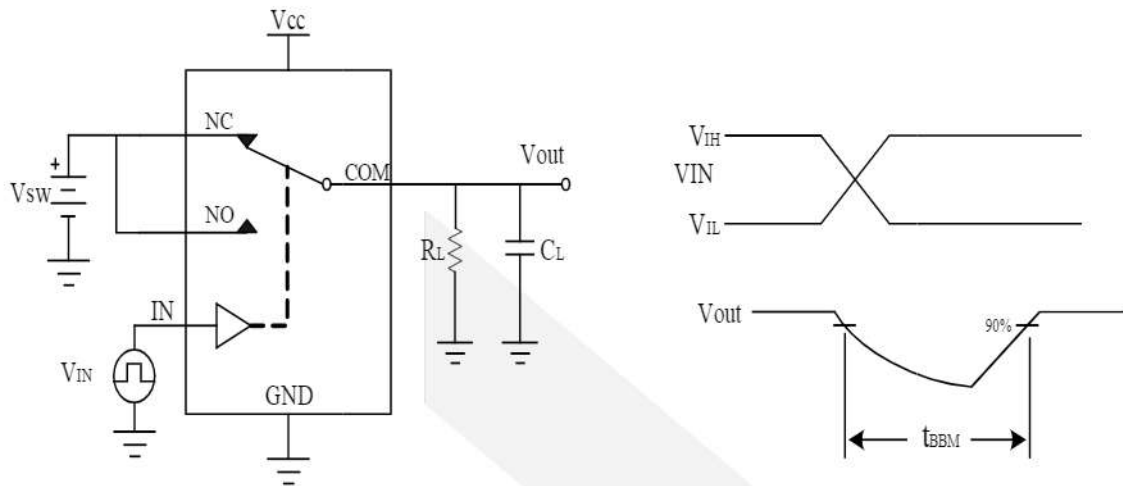 Vcc
NC
COM
Vout
+
VSW
NO
RL
CL
IN
VIN
GND
VIH
VIN
VIL
Vout
90%
tBBM